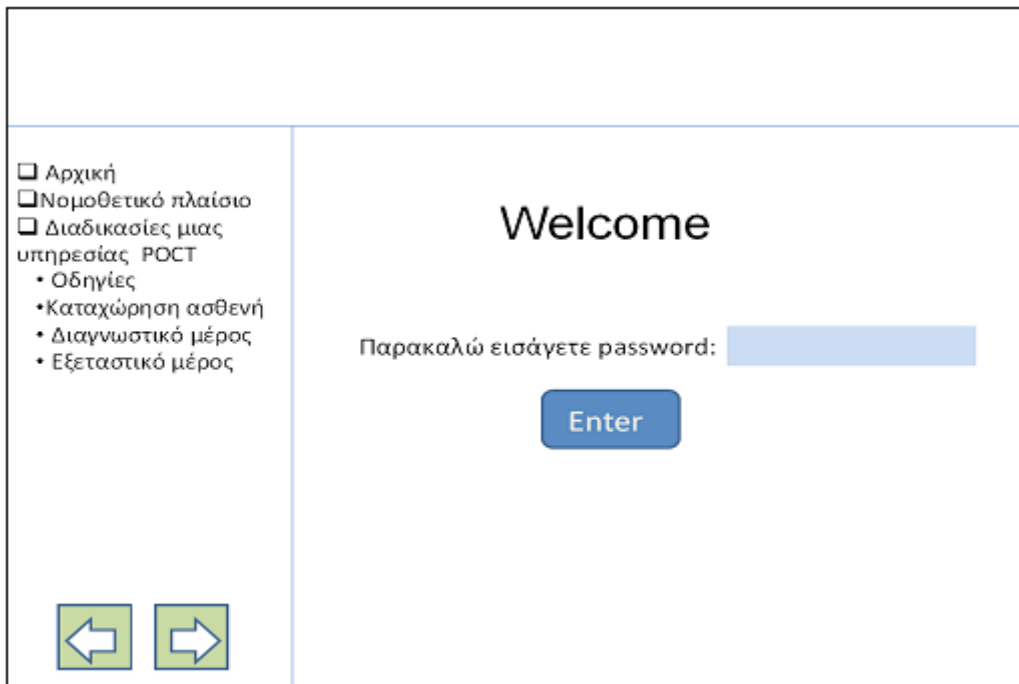 ❑ Αρχική
❑Νομοθετικό πλαίσιο
❑ Διαδικασίες μιας
υπηρεσίας POCT
• Οδηγίες
•Καταχώρηση ασθενή
• Διαγνωστικό μέρος
• Εξεταστικό μέρος
Welcome
Παρακαλώ εισάγετε password:
Enter